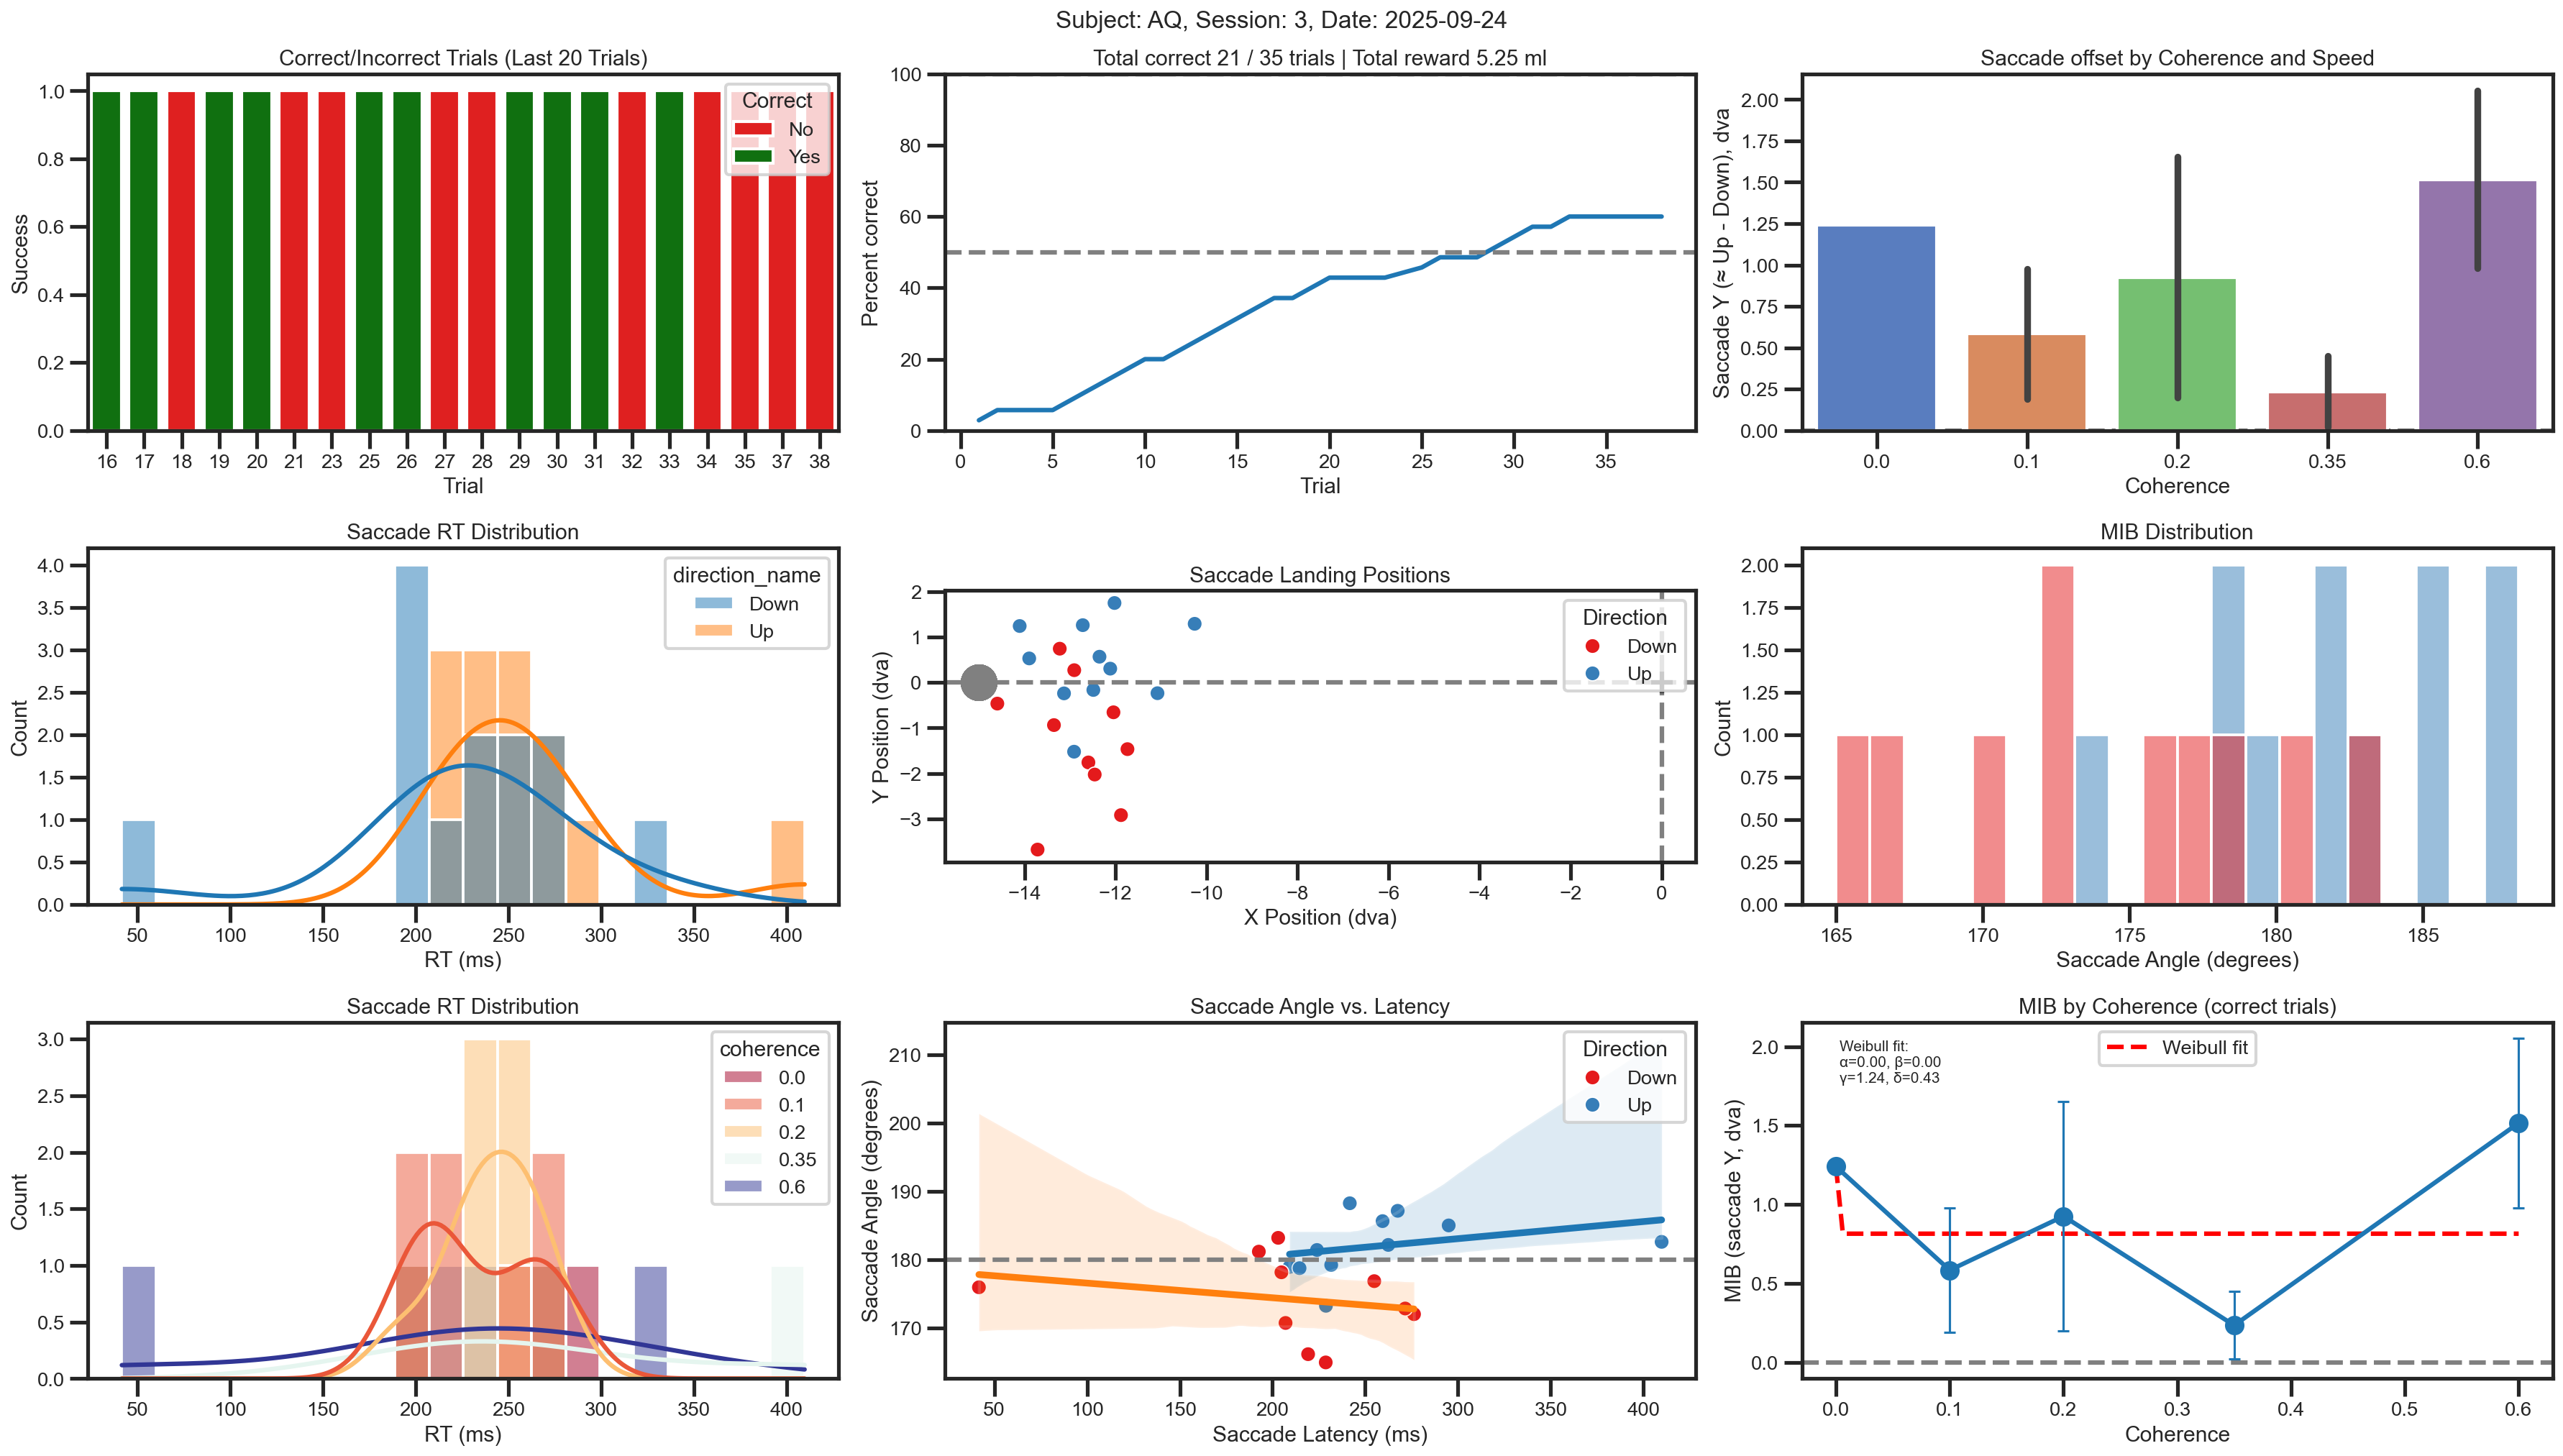 Subject: AQ, Session: 3, Date: 2025-09-24
Correct/Incorrect Trials (Last 20 Trials)
Success
1.0
0.8
0.6
0.4
0.2
0.0
Correct
No
Yes
16 17 18 19 20 21 23 25 26 27 28 29 30 31 32 33 34 35 37 38
Trial
Total correct 21 / 35 trials | Total reward 5.25 ml
Percent correct
100
80
60
40
20
0
0 5 10 15 20 25 30 35
Trial
Saccade offset by Coherence and Speed
Saccade Y (≈ Up - Down), dva
2.00
1.75
1.50
1.25
1.00
0.75
0.50
0.25
0.00
0.0 0.1 0.2 0.35 0.6
Coherence
Saccade RT Distribution
Count
4.0
3.5
3.0
2.5
2.0
1.5
1.0
0.5
0.0
direction_name
Down
Up
50 100 150 200 250 300 350 400
RT (ms)
Saccade Landing Positions
Y Position (dva)
2
1
0
−1
−2
−3
Direction
Down
Up
−14 −12 −10 −8 −6 −4 −2 0
X Position (dva)
MIB Distribution
Count
2.00
1.75
1.50
1.25
1.00
0.75
0.50
0.25
0.00
165 170 175 180 185
Saccade Angle (degrees)
Saccade RT Distribution
Count
3.0
2.5
2.0
1.5
1.0
0.5
0.0
coherence
0.0
0.1
0.2
0.35
0.6
50 100 150 200 250 300 350 400
RT (ms)
Saccade Angle vs. Latency
Saccade Angle (degrees)
210
200
190
180
170
Direction
Down
Up
50 100 150 200 250 300 350 400
Saccade Latency (ms)
MIB by Coherence (correct trials)
MIB (saccade Y, dva)
2.0
1.5
1.0
0.5
0.0
Weibull fit:
α=0.00, β=0.00
γ=1.24, δ=0.43
Weibull fit
0.0 0.1 0.2 0.3 0.4 0.5 0.6
Coherence